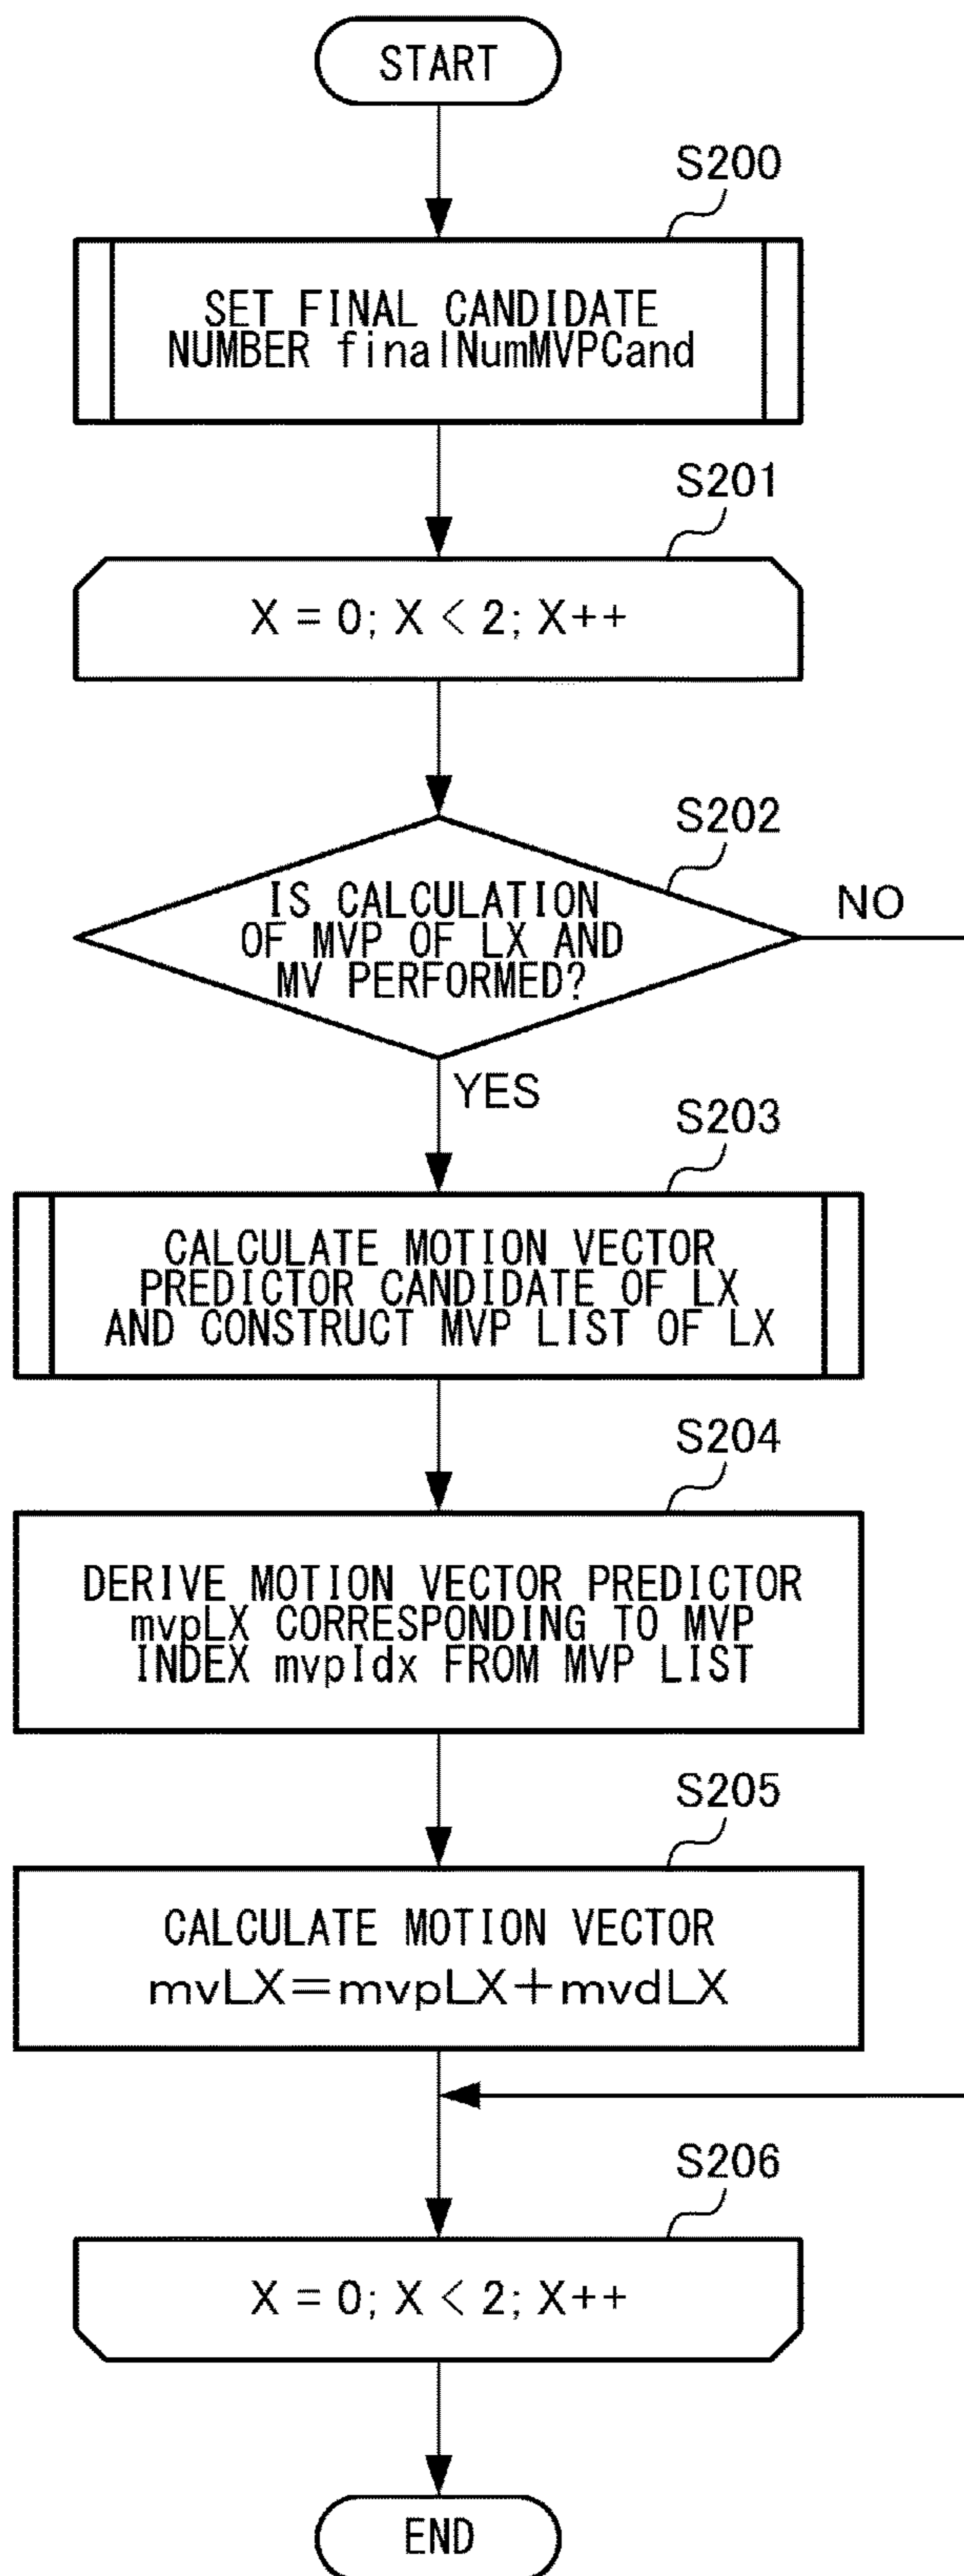 START
S200
SET FINAL CANDIDATE
NUMBER finalNumMVPCand
S201
X = 0; X < 2; X++
S202
IS CALCULATION
OF MVP OF LX AND
MV PERFORMED?
NO
YES
S203
CALCULATE MOTION VECTOR
PREDICTOR CANDIDATE OF LX
AND CONSTRUCT MVP LIST OF LX
S204
DERIVE MOTION VECTOR PREDICTOR
mvpLX CORRESPONDING TO MVP
INDEX mvpIdx FROM MVP LIST
S205
CALCULATE MOTION VECTOR
mvLX=mvpLX+mvdLX
S206
X = 0; X < 2; X++
END